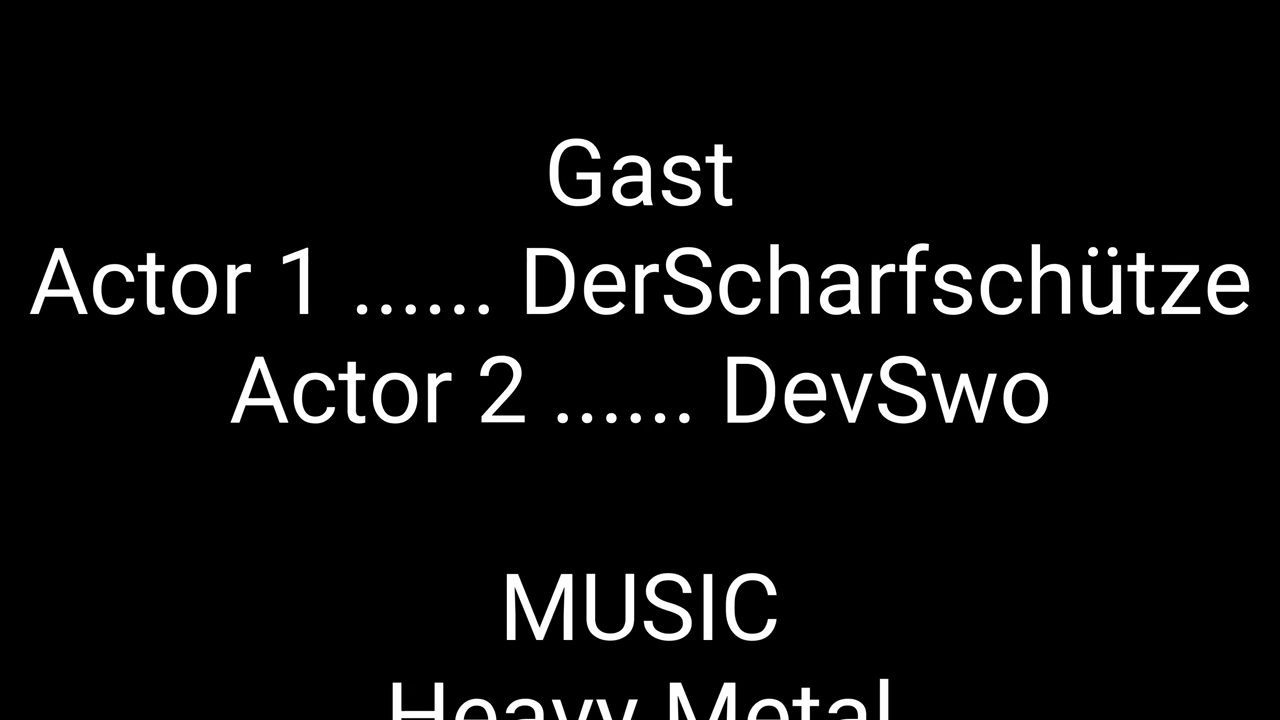 Gast
Actor 1 ...... DerScharfschütze
Actor 2 ...... DevSwo
MUSIC
Heavy Metal